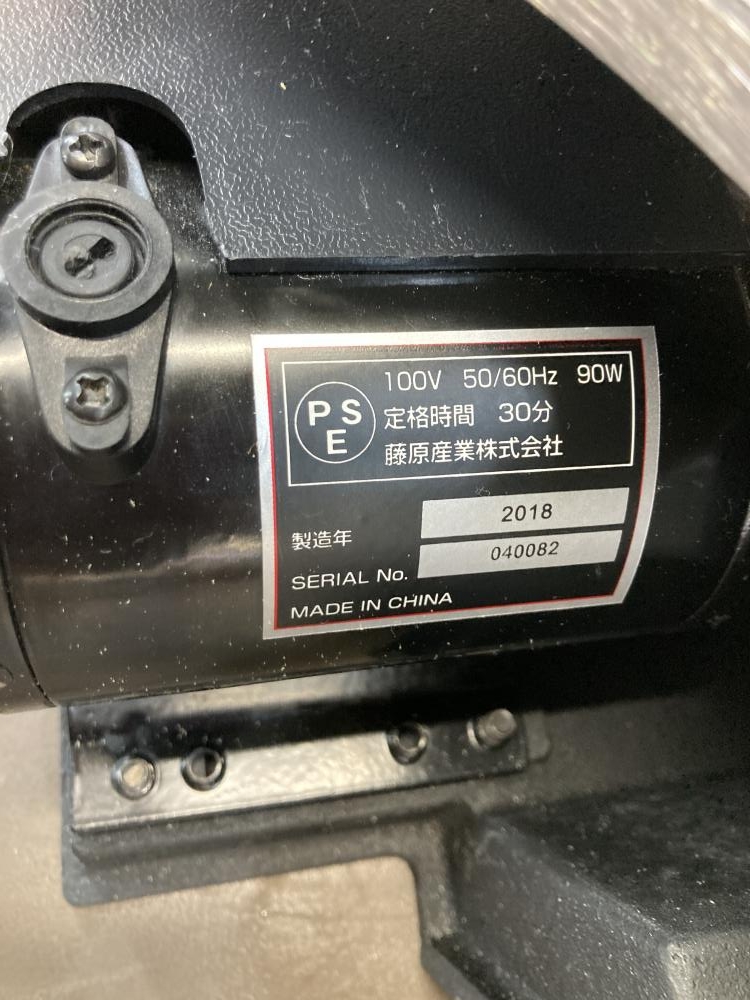 PSE
100V 50/60Hz 90W
定格時間 30分
藤原産業株式会社
製造年 2018
SERIAL No. 040082
MADE IN CHINA